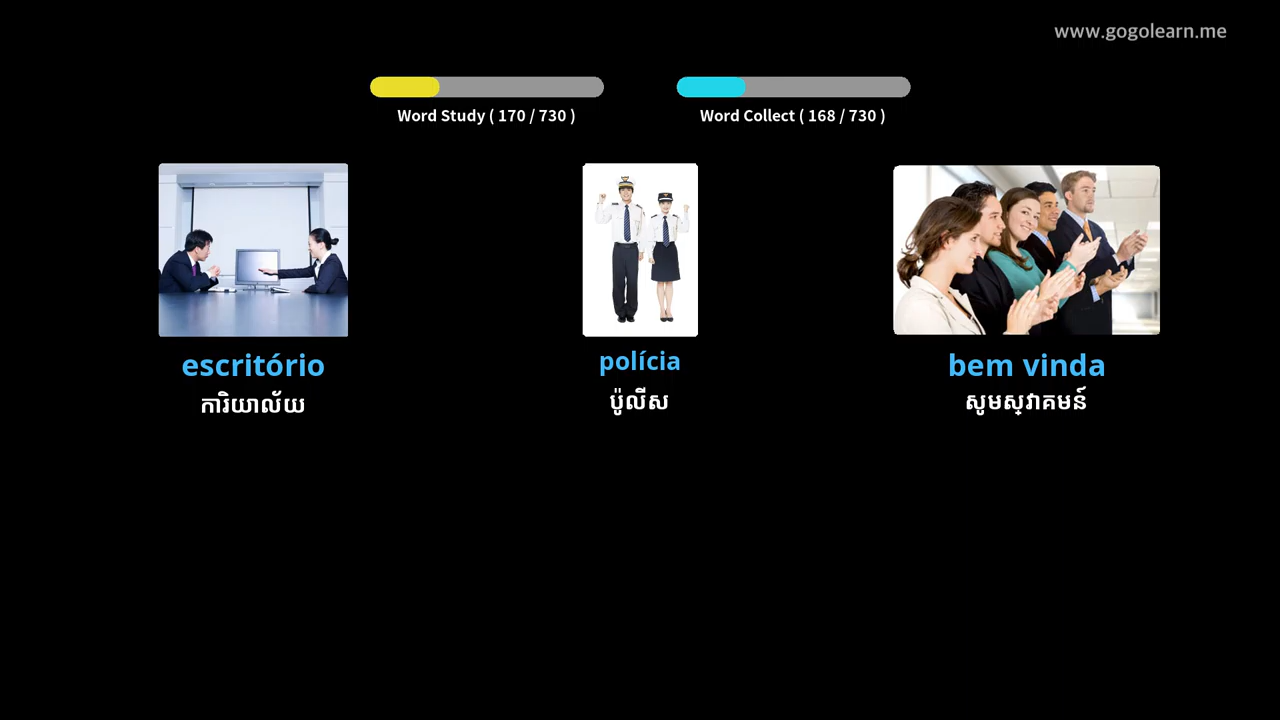 www.gogolearn.me
Word Study ( 170 / 730 )
Word Collect ( 168 / 730 )
escritório
polícia
bem vinda
ការិយាល័យ
ប៉ូលីស
សូមស្វាគមន៍